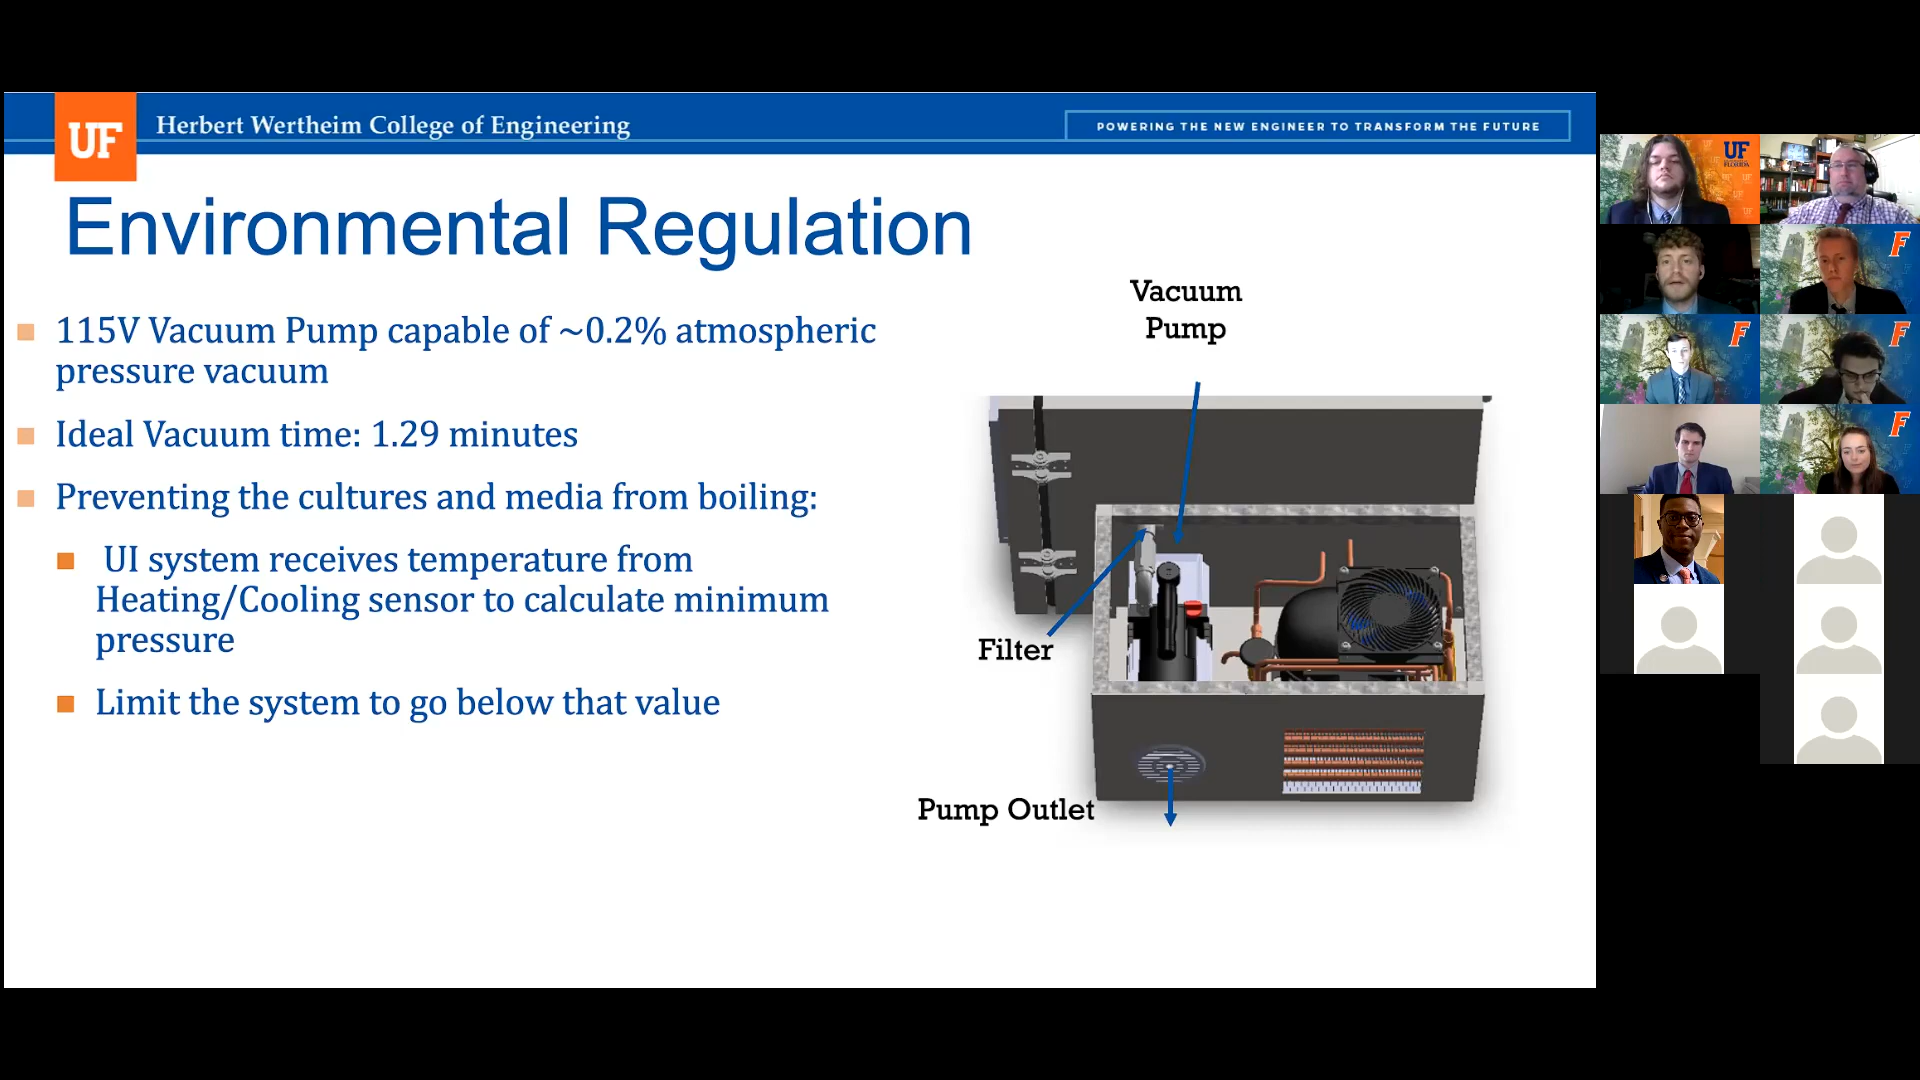 UF
Herbert Wertheim College of Engineering
POWERING THE NEW ENGINEER TO TRANSFORM THE FUTURE
Environmental Regulation
115V Vacuum Pump capable of ~0.2% atmospheric
pressure vacuum
Ideal Vacuum time: 1.29 minutes
Preventing the cultures and media from boiling:
UI system receives temperature from
Heating/Cooling sensor to calculate minimum
pressure
Limit the system to go below that value
Vacuum
Pump
Filter
Pump Outlet
UF
F
F
F